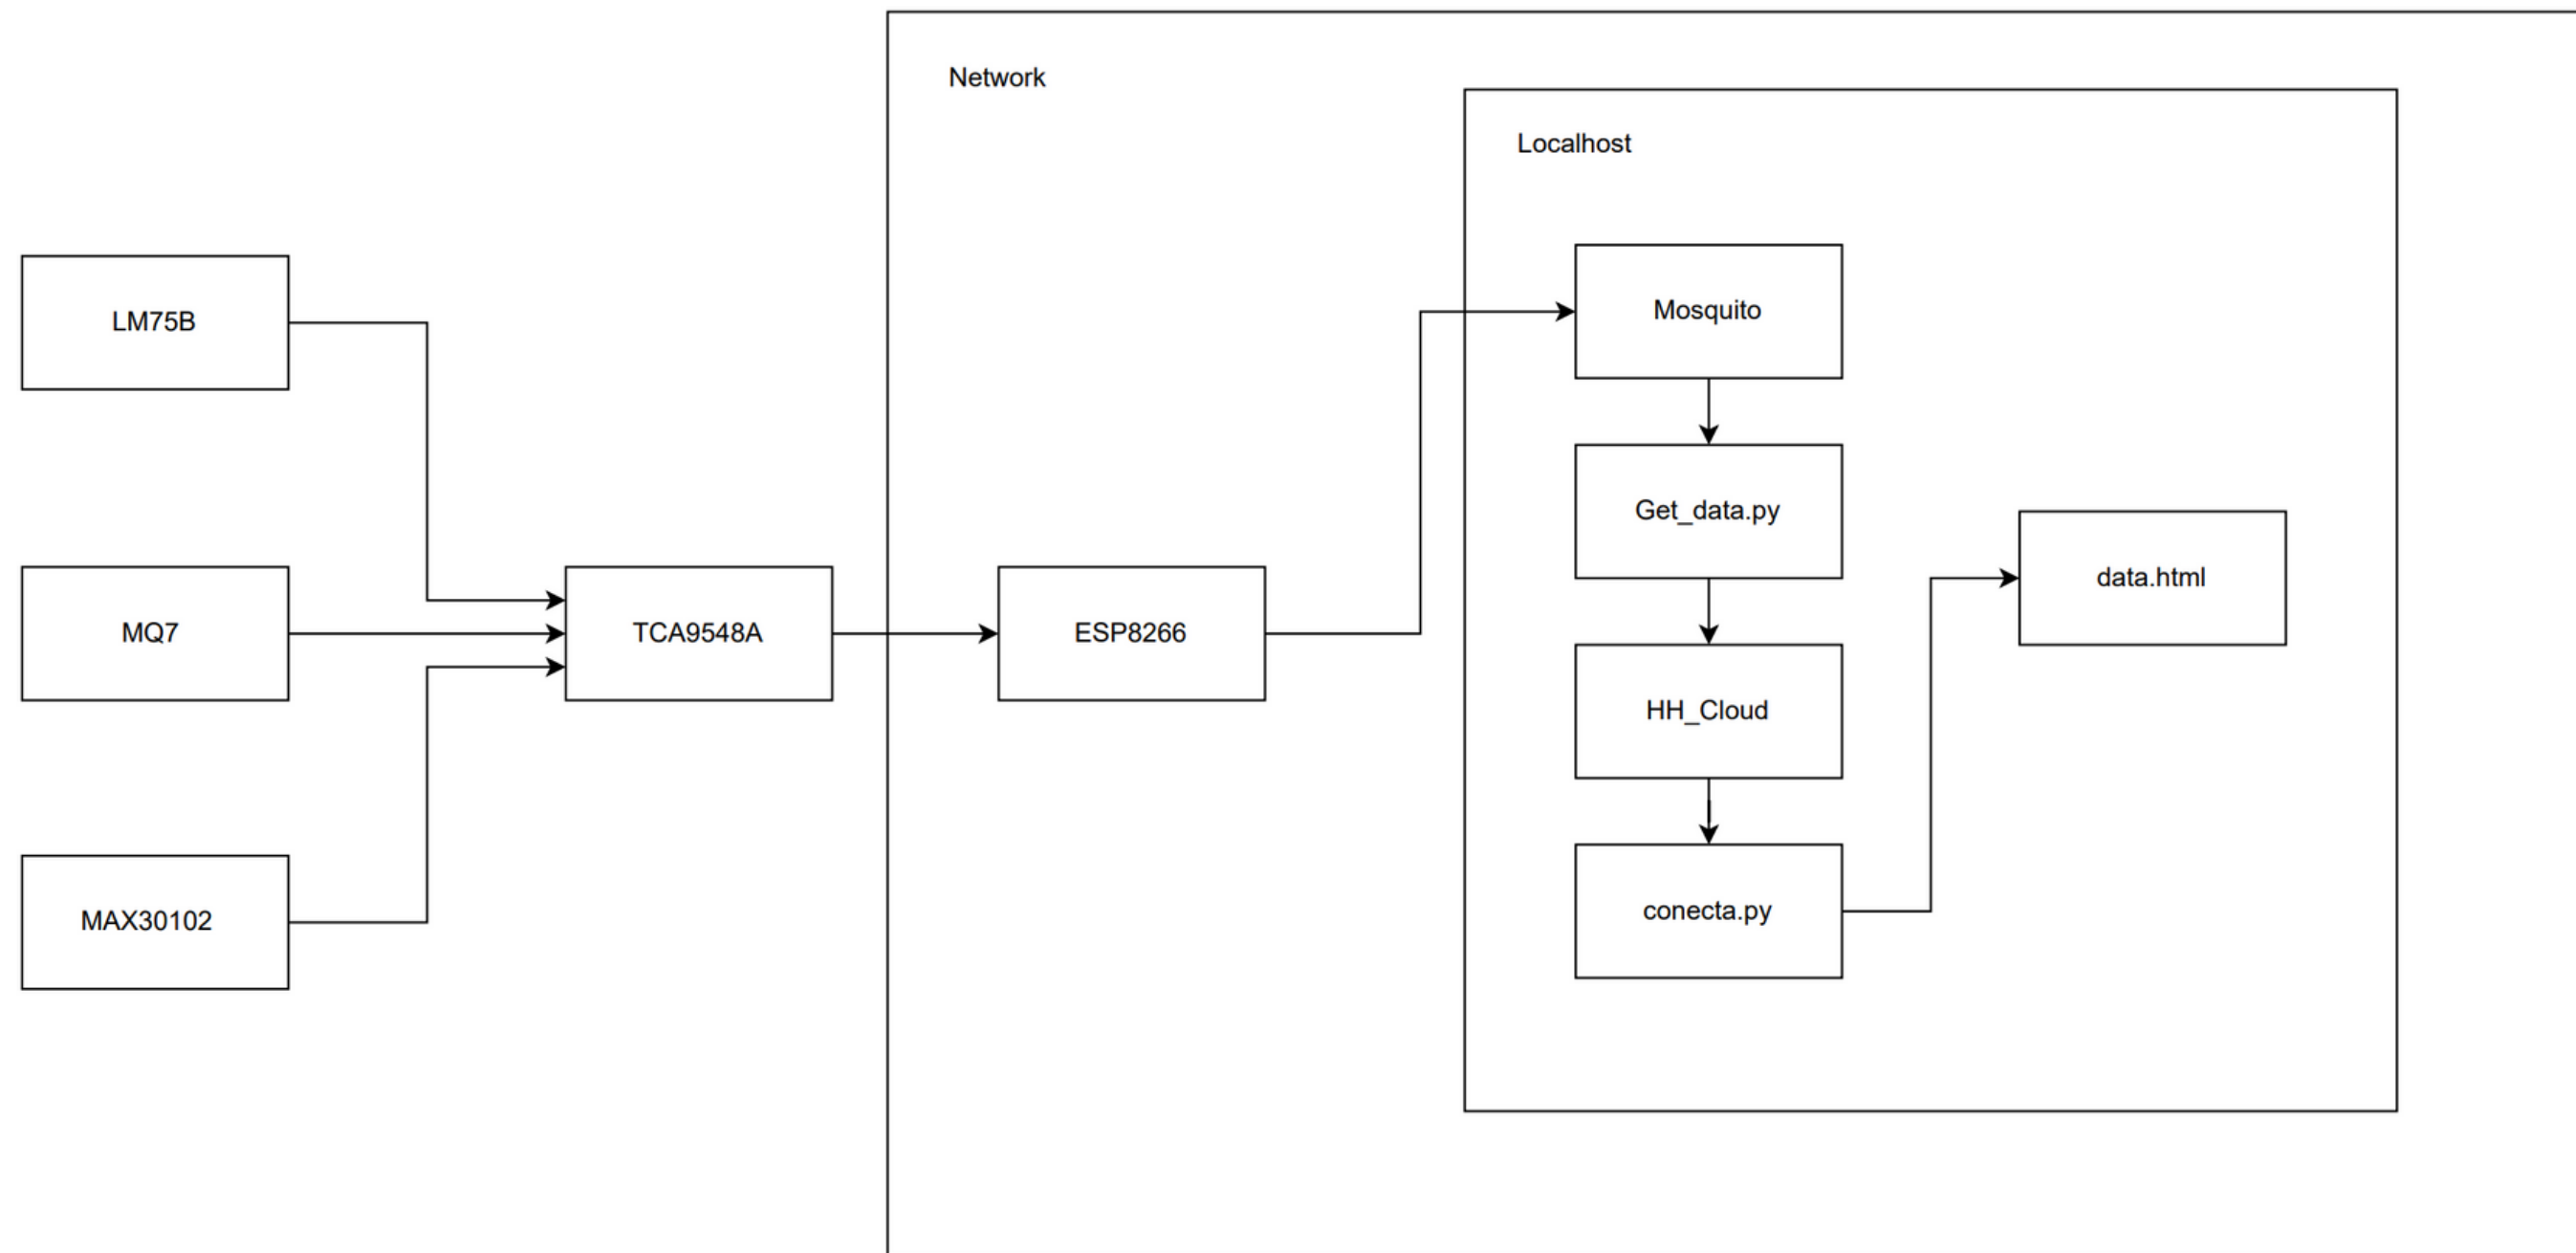 Network
Localhost
LM75B
MQ7
MAX30102
TCA9548A
ESP8266
Mosquito
Get_data.py
HH_Cloud
conecta.py
data.html